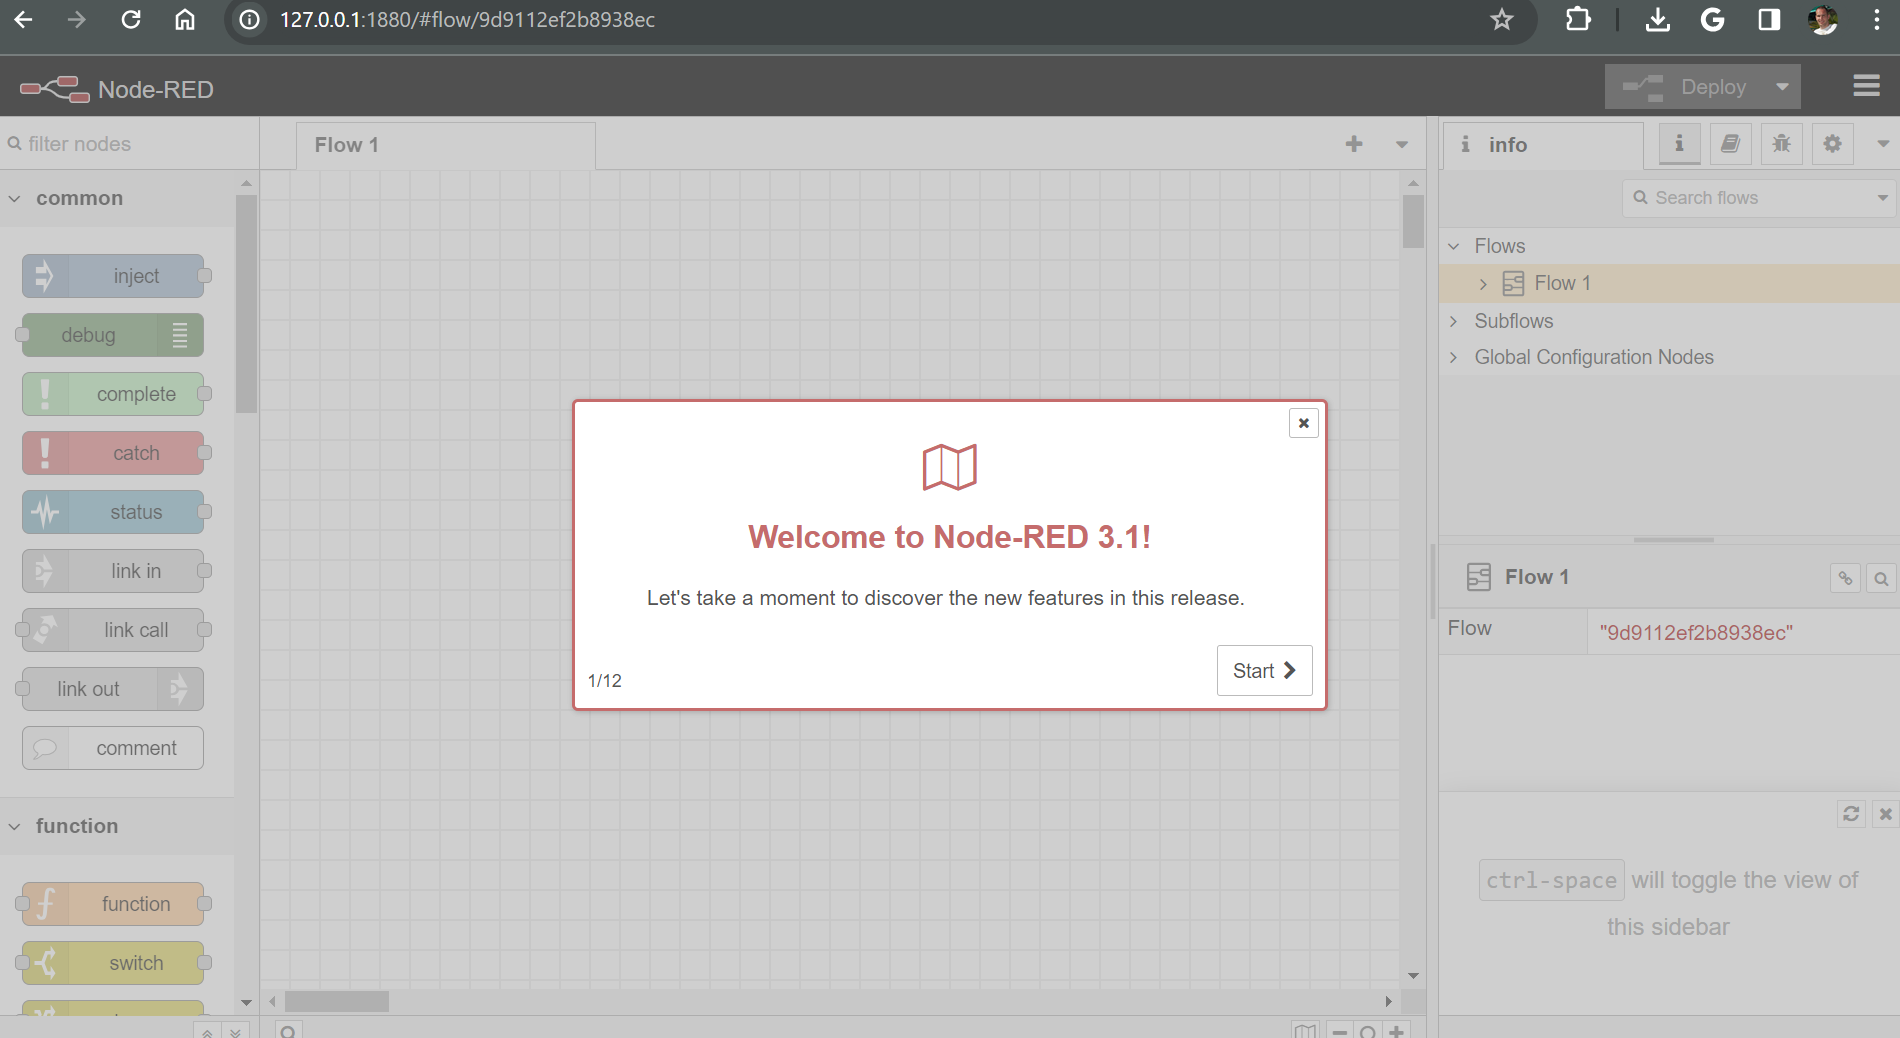 127.0.0.1:1880/#flow/9d9112ef2b8938ec
Node-RED
Deploy
filter nodes
Flow 1
info
common
Search flows
inject
Flows
Flow 1
debug
Subflows
Global Configuration Nodes
complete
catch
status
Welcome to Node-RED 3.1!
link in
Flow 1
Let's take a moment to discover the new features in this release.
link call
Flow
"9d9112ef2b8938ec"
Start
1/12
link out
comment
function
ctrl-space will toggle the view of
this sidebar
function
switch